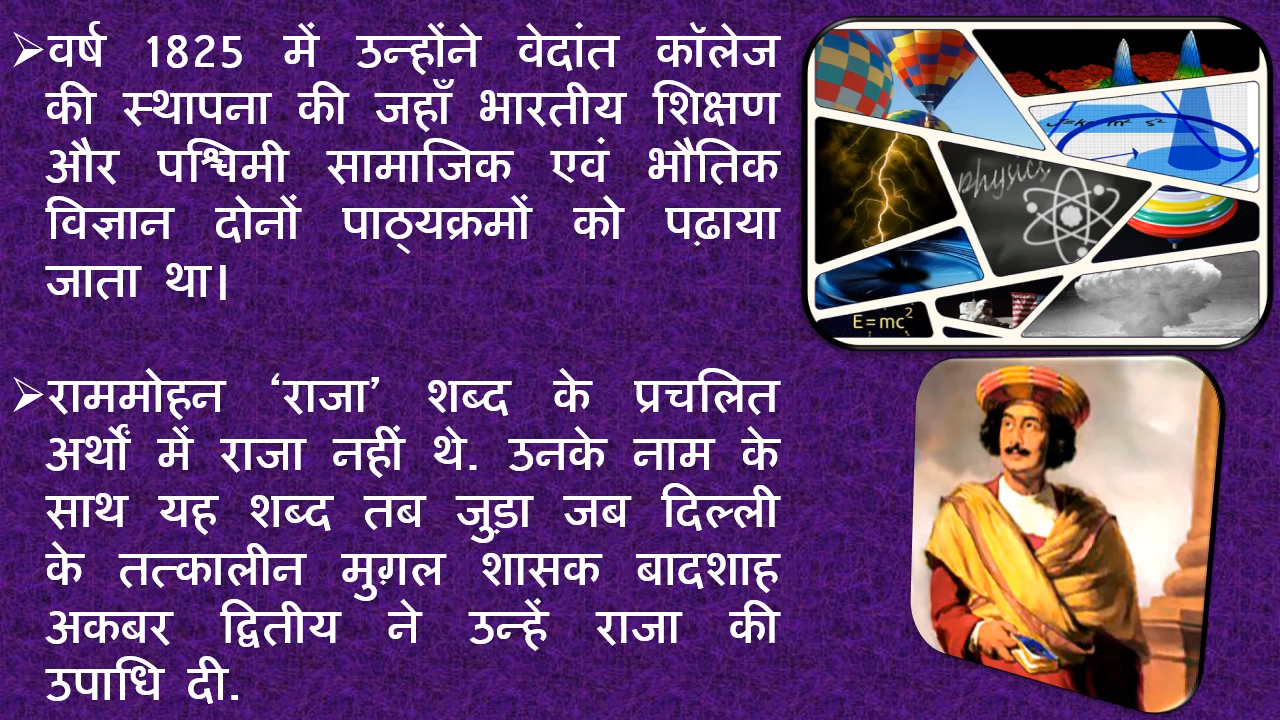 ➢वर्ष 1825 में उन्होंने वेदांत कॉलेज
की स्थापना की जहाँ भारतीय शिक्षण
और पश्चिमी सामाजिक एवं भौतिक
विज्ञान दोनों पाठ्यक्रमों को पढ़ाया
जाता था।
➢राममोहन ‘राजा’ शब्द के प्रचलित
अर्थों में राजा नहीं थे. उनके नाम के
साथ यह शब्द तब जुड़ा जब दिल्ली
के तत्कालीन मुग़ल शासक बादशाह
अकबर द्वितीय ने उन्हें राजा की
उपाधि दी.
physics
E=mc²